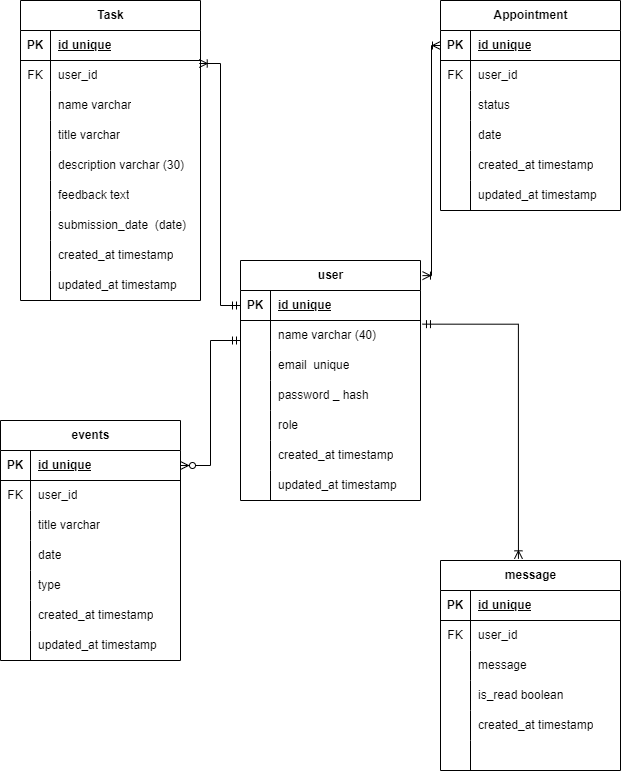 Task
PK id unique
FK user_id
name varchar
title varchar
description varchar (30)
feedback text
submission_date (date)
created_at timestamp
updated_at timestamp
Appointment
PK id unique
FK user_id
status
date
created_at timestamp
updated_at timestamp
user
PK id unique
name varchar (40)
email unique
password _ hash
role
created_at timestamp
updated_at timestamp
events
PK id unique
FK user_id
title varchar
date
type
created_at timestamp
updated_at timestamp
message
PK id unique
FK user_id
message
is_read boolean
created_at timestamp